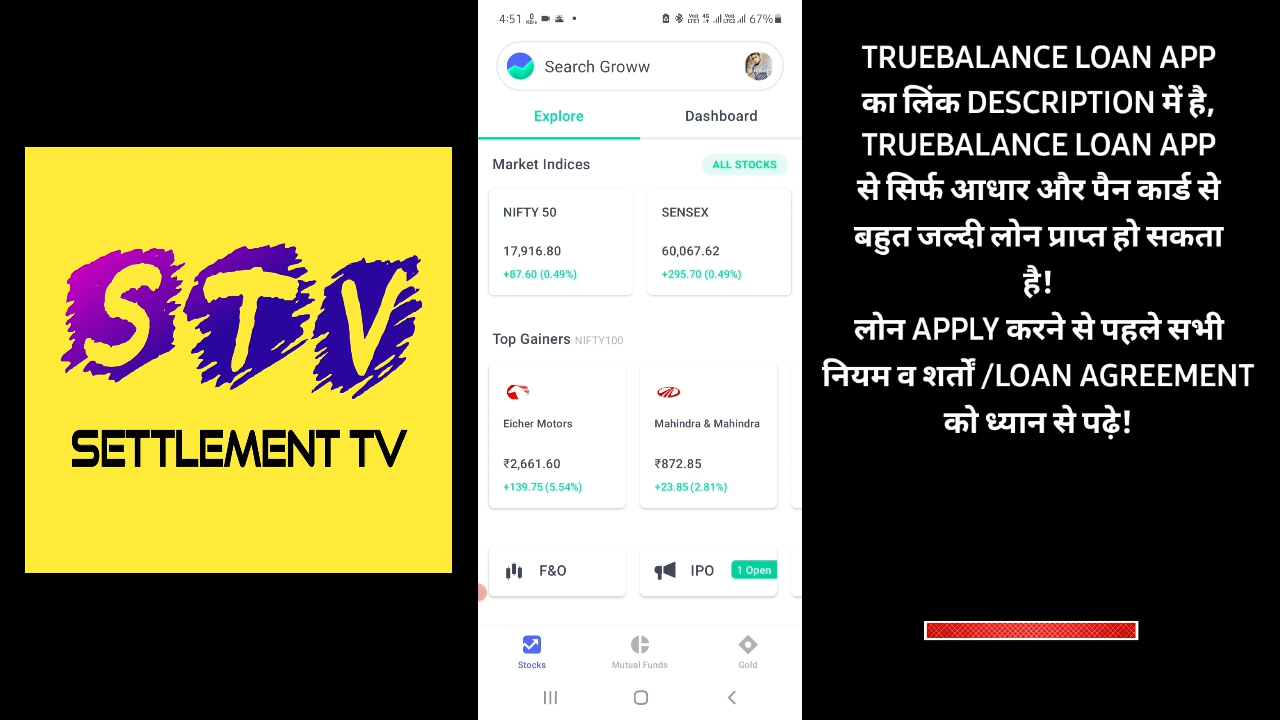 STV
SETTLEMENT TV
4:51 0 KB/s 67%
Search Groww
Explore Dashboard
Market Indices ALL STOCKS
NIFTY 50 SENSEX
17,916.80 60,067.62
+87.60 (0.49%) +295.70 (0.49%)
Top Gainers NIFTY100
Eicher Motors Mahindra & Mahindra
₹2,661.60 ₹872.85
+139.75 (5.54%) +23.85 (2.81%)
F&O IPO 1 Open
Stocks Mutual Funds Gold
TRUEBALANCE LOAN APP
का लिंक DESCRIPTION में है,
TRUEBALANCE LOAN APP
से सिर्फ आधार और पैन कार्ड से
बहुत जल्दी लोन प्राप्त हो सकता
है!
लोन APPLY करने से पहले सभी
नियम व शर्तों /LOAN AGREEMENT
को ध्यान से पढ़े!